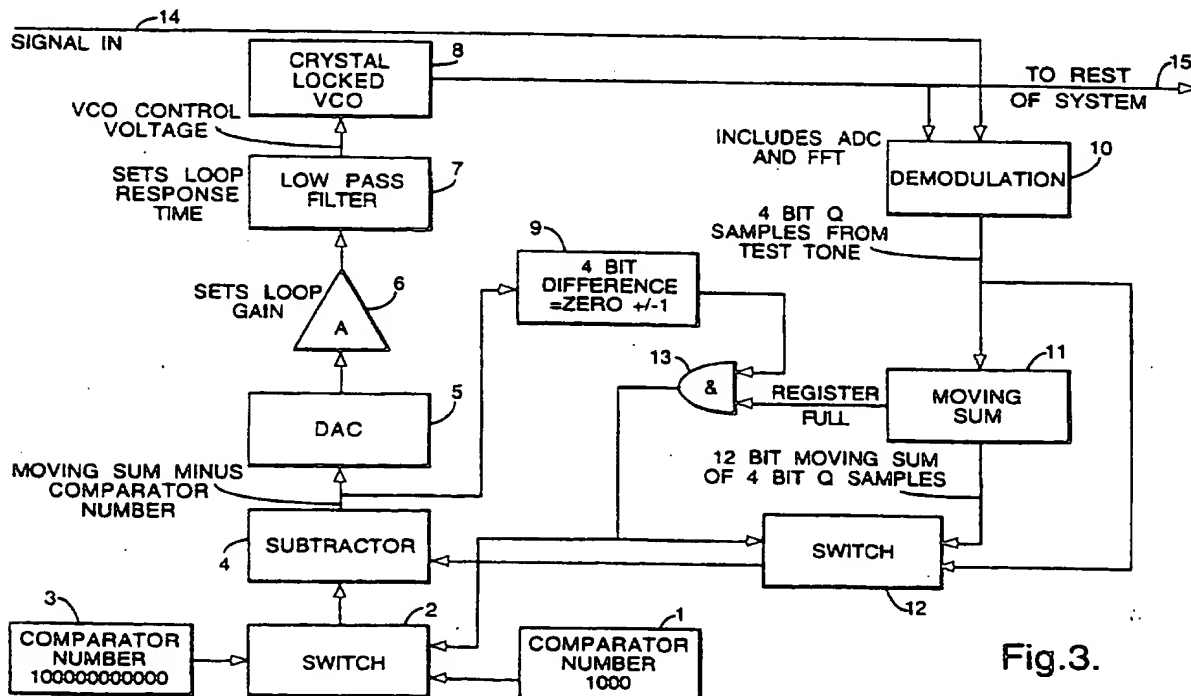 14
SIGNAL IN
8
CRYSTAL
LOCKED
VCO
15
TO REST
OF SYSTEM
VCO CONTROL
VOLTAGE
INCLUDES ADC
AND FFT
10
DEMODULATION
SETS LOOP
RESPONSE
TIME
7
LOW PASS
FILTER
4 BIT Q
SAMPLES FROM
TEST TONE
9
4 BIT
DIFFERENCE
=ZERO +/-1
SETS LOOP
GAIN
6
A
13
&
REGISTER
FULL
11
MOVING
SUM
5
DAC
MOVING SUM MINUS
COMPARATOR
NUMBER
12 BIT MOVING SUM
OF 4 BIT Q SAMPLES
4
SUBTRACTOR
SWITCH
12
3
COMPARATOR
NUMBER
100000000000
2
SWITCH
1
COMPARATOR
NUMBER
1000
Fig.3.